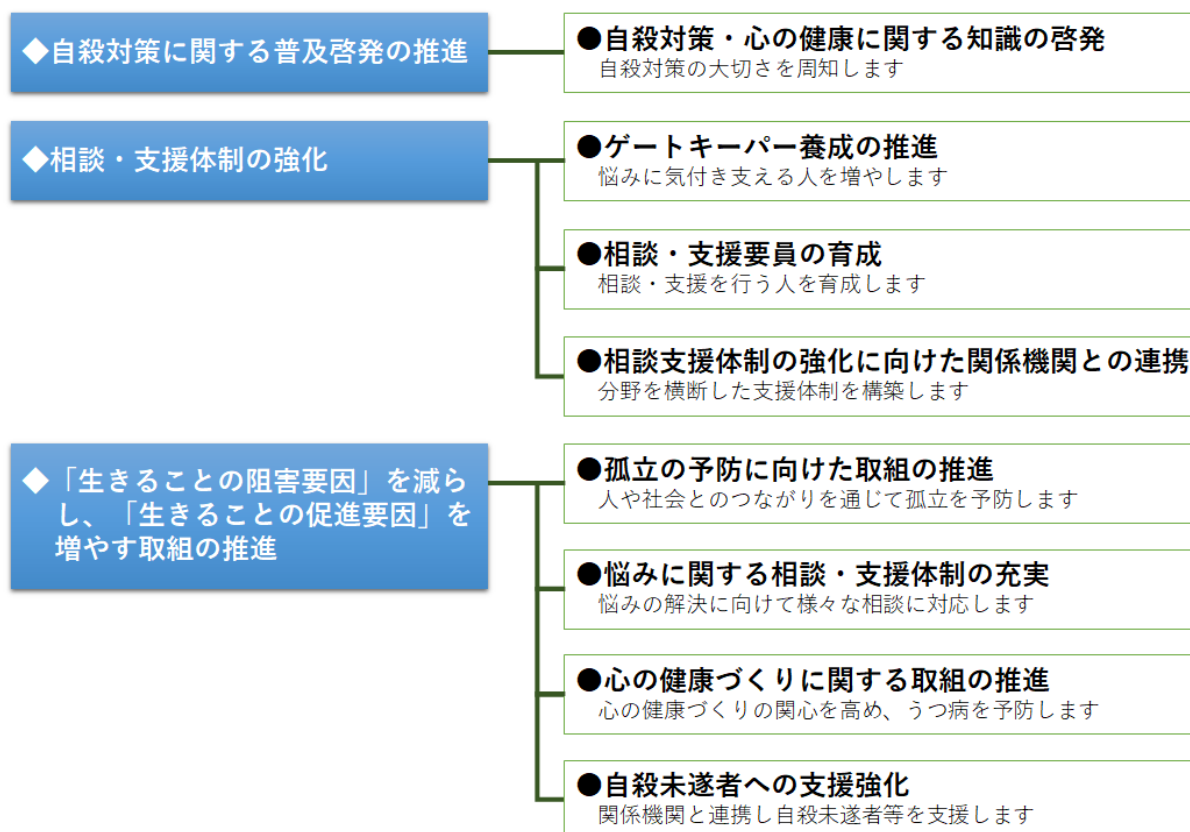 ◆自殺対策に関する普及啓発の推進
●自殺対策・心の健康に関する知識の啓発
自殺対策の大切さを周知します
◆相談・支援体制の強化
●ゲートキーパー養成の推進
悩みに気付き支える人を増やします
●相談・支援要員の育成
相談・支援を行う人を育成します
●相談支援体制の強化に向けた関係機関との連携
分野を横断した支援体制を構築します
◆「生きることの阻害要因」を減ら
し、「生きることの促進要因」を
増やす取組の推進
●孤立の予防に向けた取組の推進
人や社会とのつながりを通じて孤立を予防します
●悩みに関する相談・支援体制の充実
悩みの解決に向けて様々な相談に対応します
●心の健康づくりに関する取組の推進
心の健康づくりの関心を高め、うつ病を予防します
●自殺未遂者への支援強化
関係機関と連携し自殺未遂者等を支援します